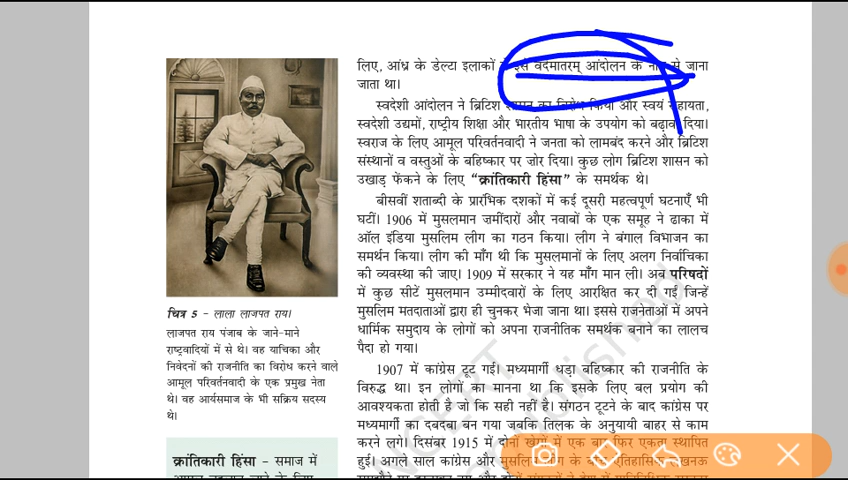 लिए, आंध्र के डेल्टा इलाकों में इसे वंदेमातरम् आंदोलन के नाम से जाना
जाता था।
स्वदेशी आंदोलन ने ब्रिटिश शासन का विरोध किया और स्वयं सहायता,
स्वदेशी उद्यमों, राष्ट्रीय शिक्षा और भारतीय भाषा के उपयोग को बढ़ावा दिया।
स्वराज के लिए आमूल परिवर्तनवादी ने जनता को लामबंद करने और ब्रिटिश
संस्थानों व वस्तुओं के बहिष्कार पर ज़ोर दिया। कुछ लोग ब्रिटिश शासन को
उखाड़ फेंकने के लिए “क्रांतिकारी हिंसा” के समर्थक थे।
बीसवीं शताब्दी के प्रारंभिक दशकों में कई दूसरी महत्वपूर्ण घटनाएँ भी
घटीं। 1906 में मुसलमान ज़मींदारों और नवाबों के एक समूह ने ढाका में
ऑल इंडिया मुसलिम लीग का गठन किया। लीग ने बंगाल विभाजन का
समर्थन किया। लीग की माँग थी कि मुसलमानों के लिए अलग निर्वाचिका
की व्यवस्था की जाए। 1909 में सरकार ने यह माँग मान ली। अब परिषदों
में कुछ सीटें मुसलमान उम्मीदवारों के लिए आरक्षित कर दी गईं जिन्हें
मुसलिम मतदाताओं द्वारा ही चुनकर भेजा जाना था। इससे राजनेताओं में अपने
धार्मिक समुदाय के लोगों को अपना राजनीतिक समर्थक बनाने का लालच
पैदा हो गया।
1907 में कांग्रेस टूट गई। मध्यमार्गी धड़ा बहिष्कार की राजनीति के
विरुद्ध था। इन लोगों का मानना था कि इसके लिए बल प्रयोग की
आवश्यकता होती है जो कि सही नहीं है। संगठन टूटने के बाद कांग्रेस पर
मध्यमार्गी का दबदबा बन गया जबकि तिलक के अनुयायी बाहर से काम
करने लगे। दिसंबर 1915 में दोनों खेमों में एक बार फिर एकता स्थापित
हुई। अगले साल कांग्रेस और मुसलिम लीग के बीच ऐतिहासिक लखनऊ
चित्र 5 - लाला लाजपत राय।
लाजपत राय पंजाब के जाने-माने
राष्ट्रवादियों में से थे। वह याचिका और
निवेदनों की राजनीति का विरोध करने वाले
आमूल परिवर्तनवादी के एक प्रमुख नेता
थे। वह आर्यसमाज के भी सक्रिय सदस्य
थे।
क्रांतिकारी हिंसा - समाज में